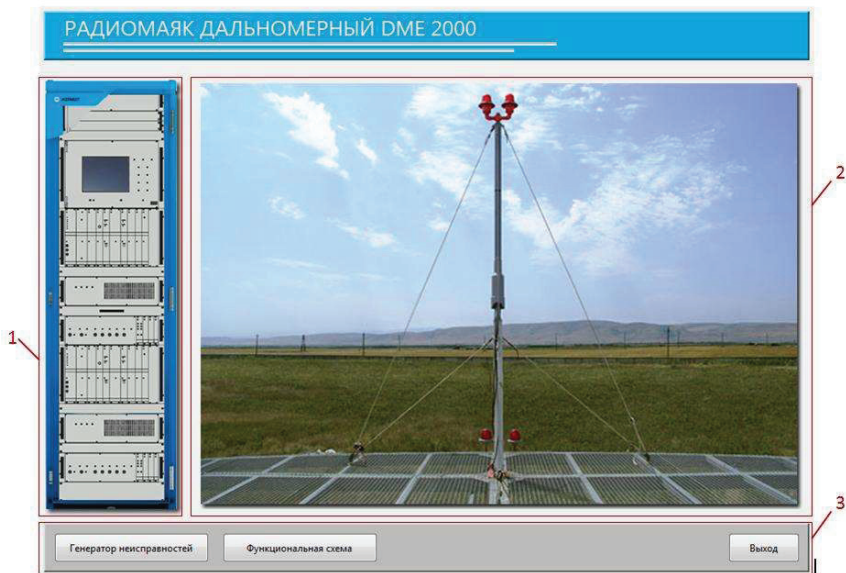 РАДИОМАЯК ДАЛЬНОМЕРНЫЙ DME 2000
1
2
3
Генератор неисправностей
Функциональная схема
Выход